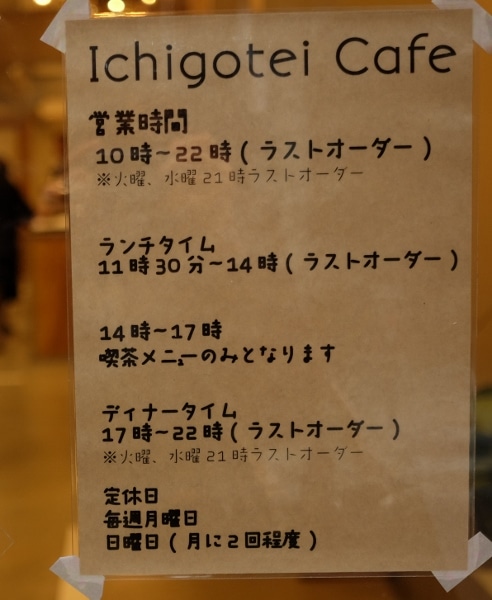 Ichigotei Cafe
営業時間
10時~22時(ラストオーダー)
※火曜、水曜21時ラストオーダー
ランチタイム
11時30分~14時(ラストオーダー)
14時~17時
喫茶メニューのみとなります
ディナータイム
17時~22時(ラストオーダー)
※火曜、水曜21時ラストオーダー
定休日
毎週月曜日
日曜日(月に2回程度)